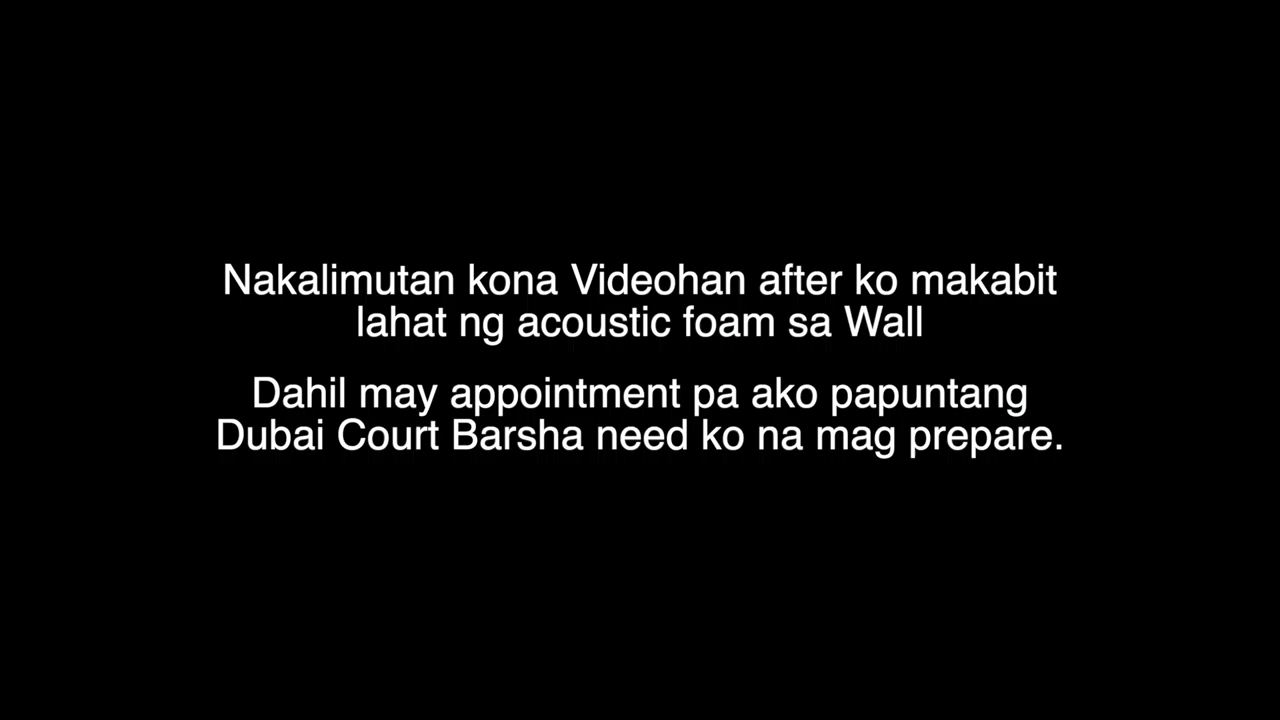 Nakalimutan kona Videohan after ko makabit
lahat ng acoustic foam sa Wall
Dahil may appointment pa ako papuntang
Dubai Court Barsha need ko na mag prepare.